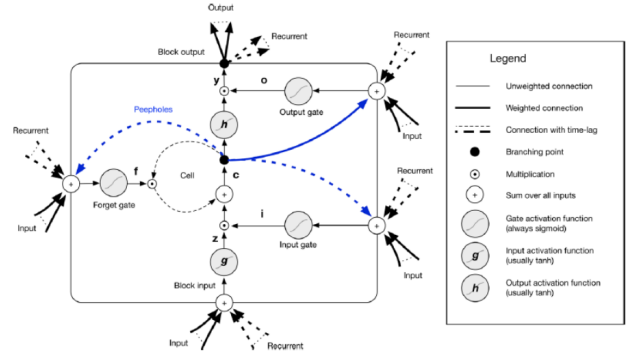 Output
Recurrent
Block output
y
o
Output gate
h
Peepholes
Recurrent
Input
Recurrent
f
Forget gate
Input
Cell
c
Recurrent
i
Input gate
z
g
Input
Block input
Input
Recurrent
Legend
Unweighted connection
Weighted connection
Connection with time-lag
Branching point
Multiplication
Sum over all inputs
Gate activation function
(always sigmoid)
g
Input activation function
(usually tanh)
h
Output activation function
(usually tanh)